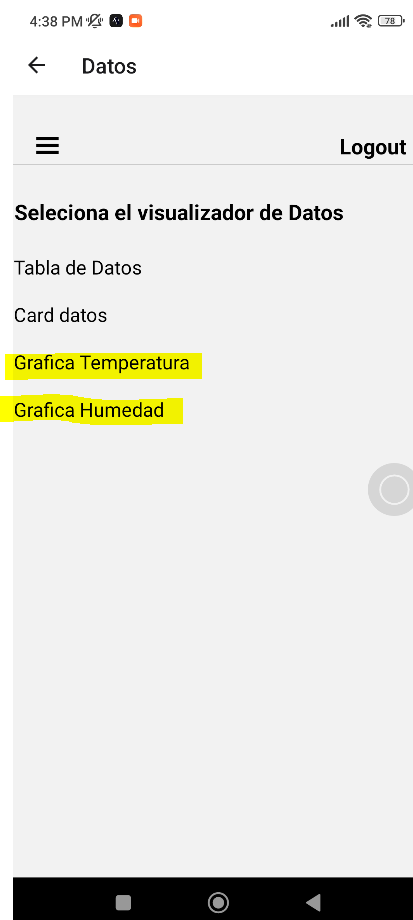 4:38 PM 78
Datos
Logout
Seleciona el visualizador de Datos
Tabla de Datos
Card datos
Grafica Temperatura
Grafica Humedad